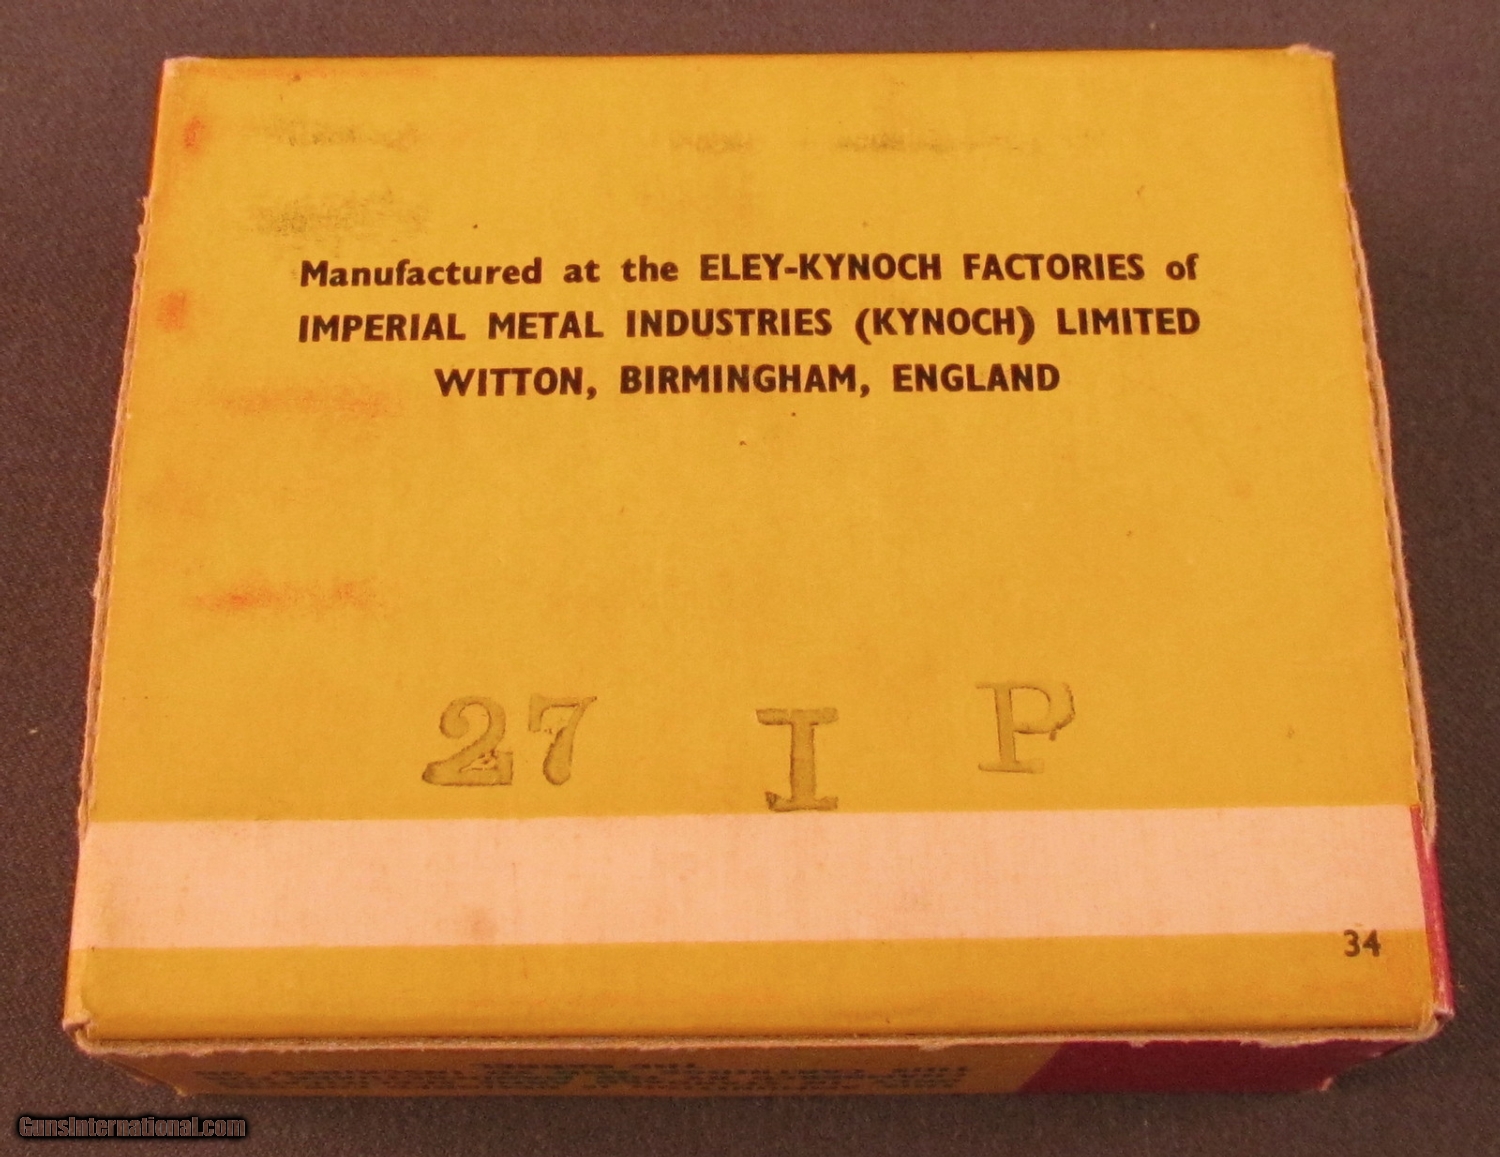 Manufactured at the ELEY-KYNOCH FACTORIES of
IMPERIAL METAL INDUSTRIES (KYNOCH) LIMITED
WITTON, BIRMINGHAM, ENGLAND
27 I P
34
GunsInternational.com